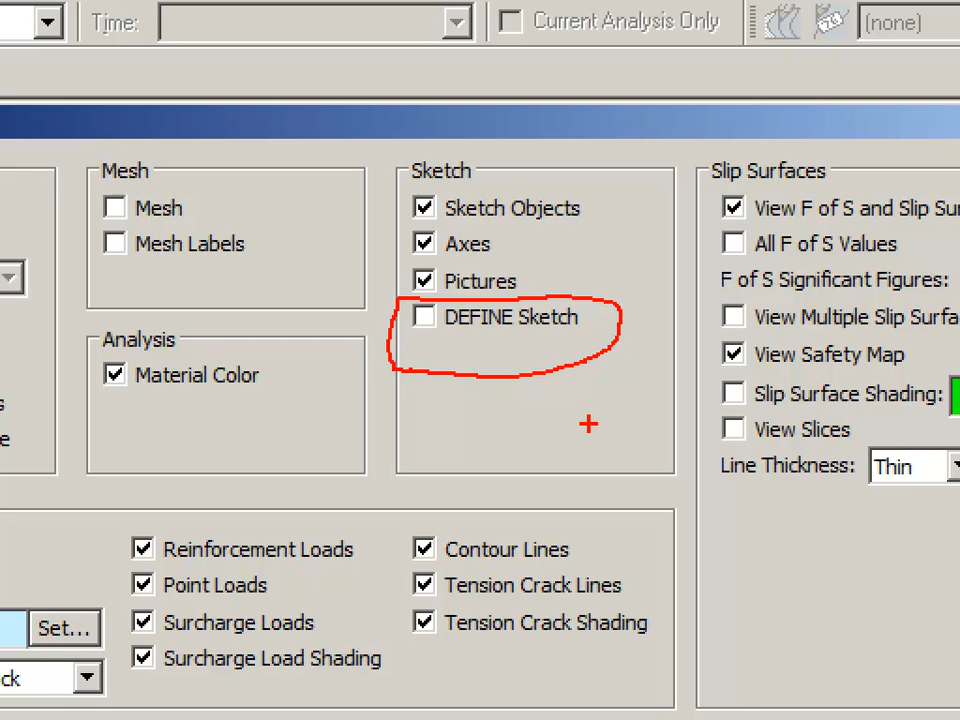 Time:
Current Analysis Only
(none)
Mesh
Mesh
Mesh Labels
Analysis
Material Color
Sketch
Sketch Objects
Axes
Pictures
DEFINE Sketch
Slip Surfaces
View F of S and Slip
All F of S Values
F of S Significant Figures:
View Multiple Slip
View Safety Map
Slip Surface Shading:
View Slices
Line Thickness: Thin
Set...
Reinforcement Loads
Point Loads
Surcharge Loads
Surcharge Load Shading
Contour Lines
Tension Crack Lines
Tension Crack Shading